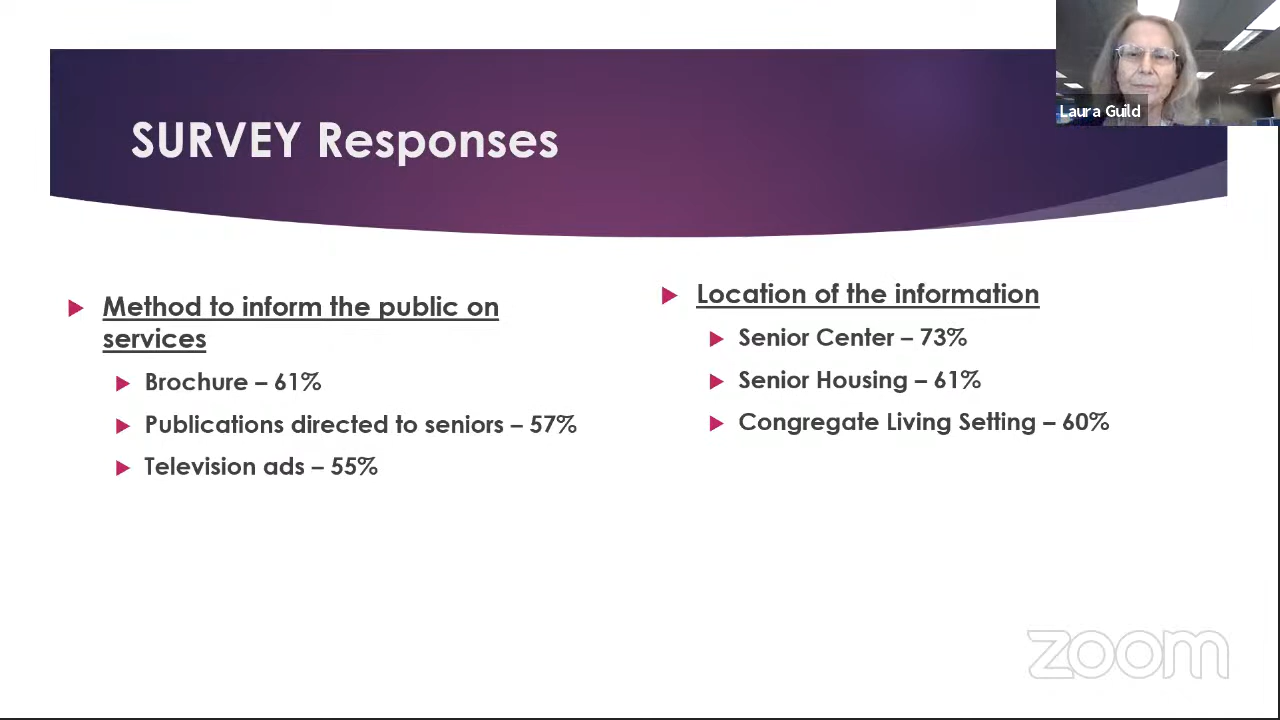 Laura Guild
SURVEY Responses
Method to inform the public on
services
Brochure – 61%
Publications directed to seniors – 57%
Television ads – 55%
Location of the information
Senior Center – 73%
Senior Housing – 61%
Congregate Living Setting – 60%
zoom